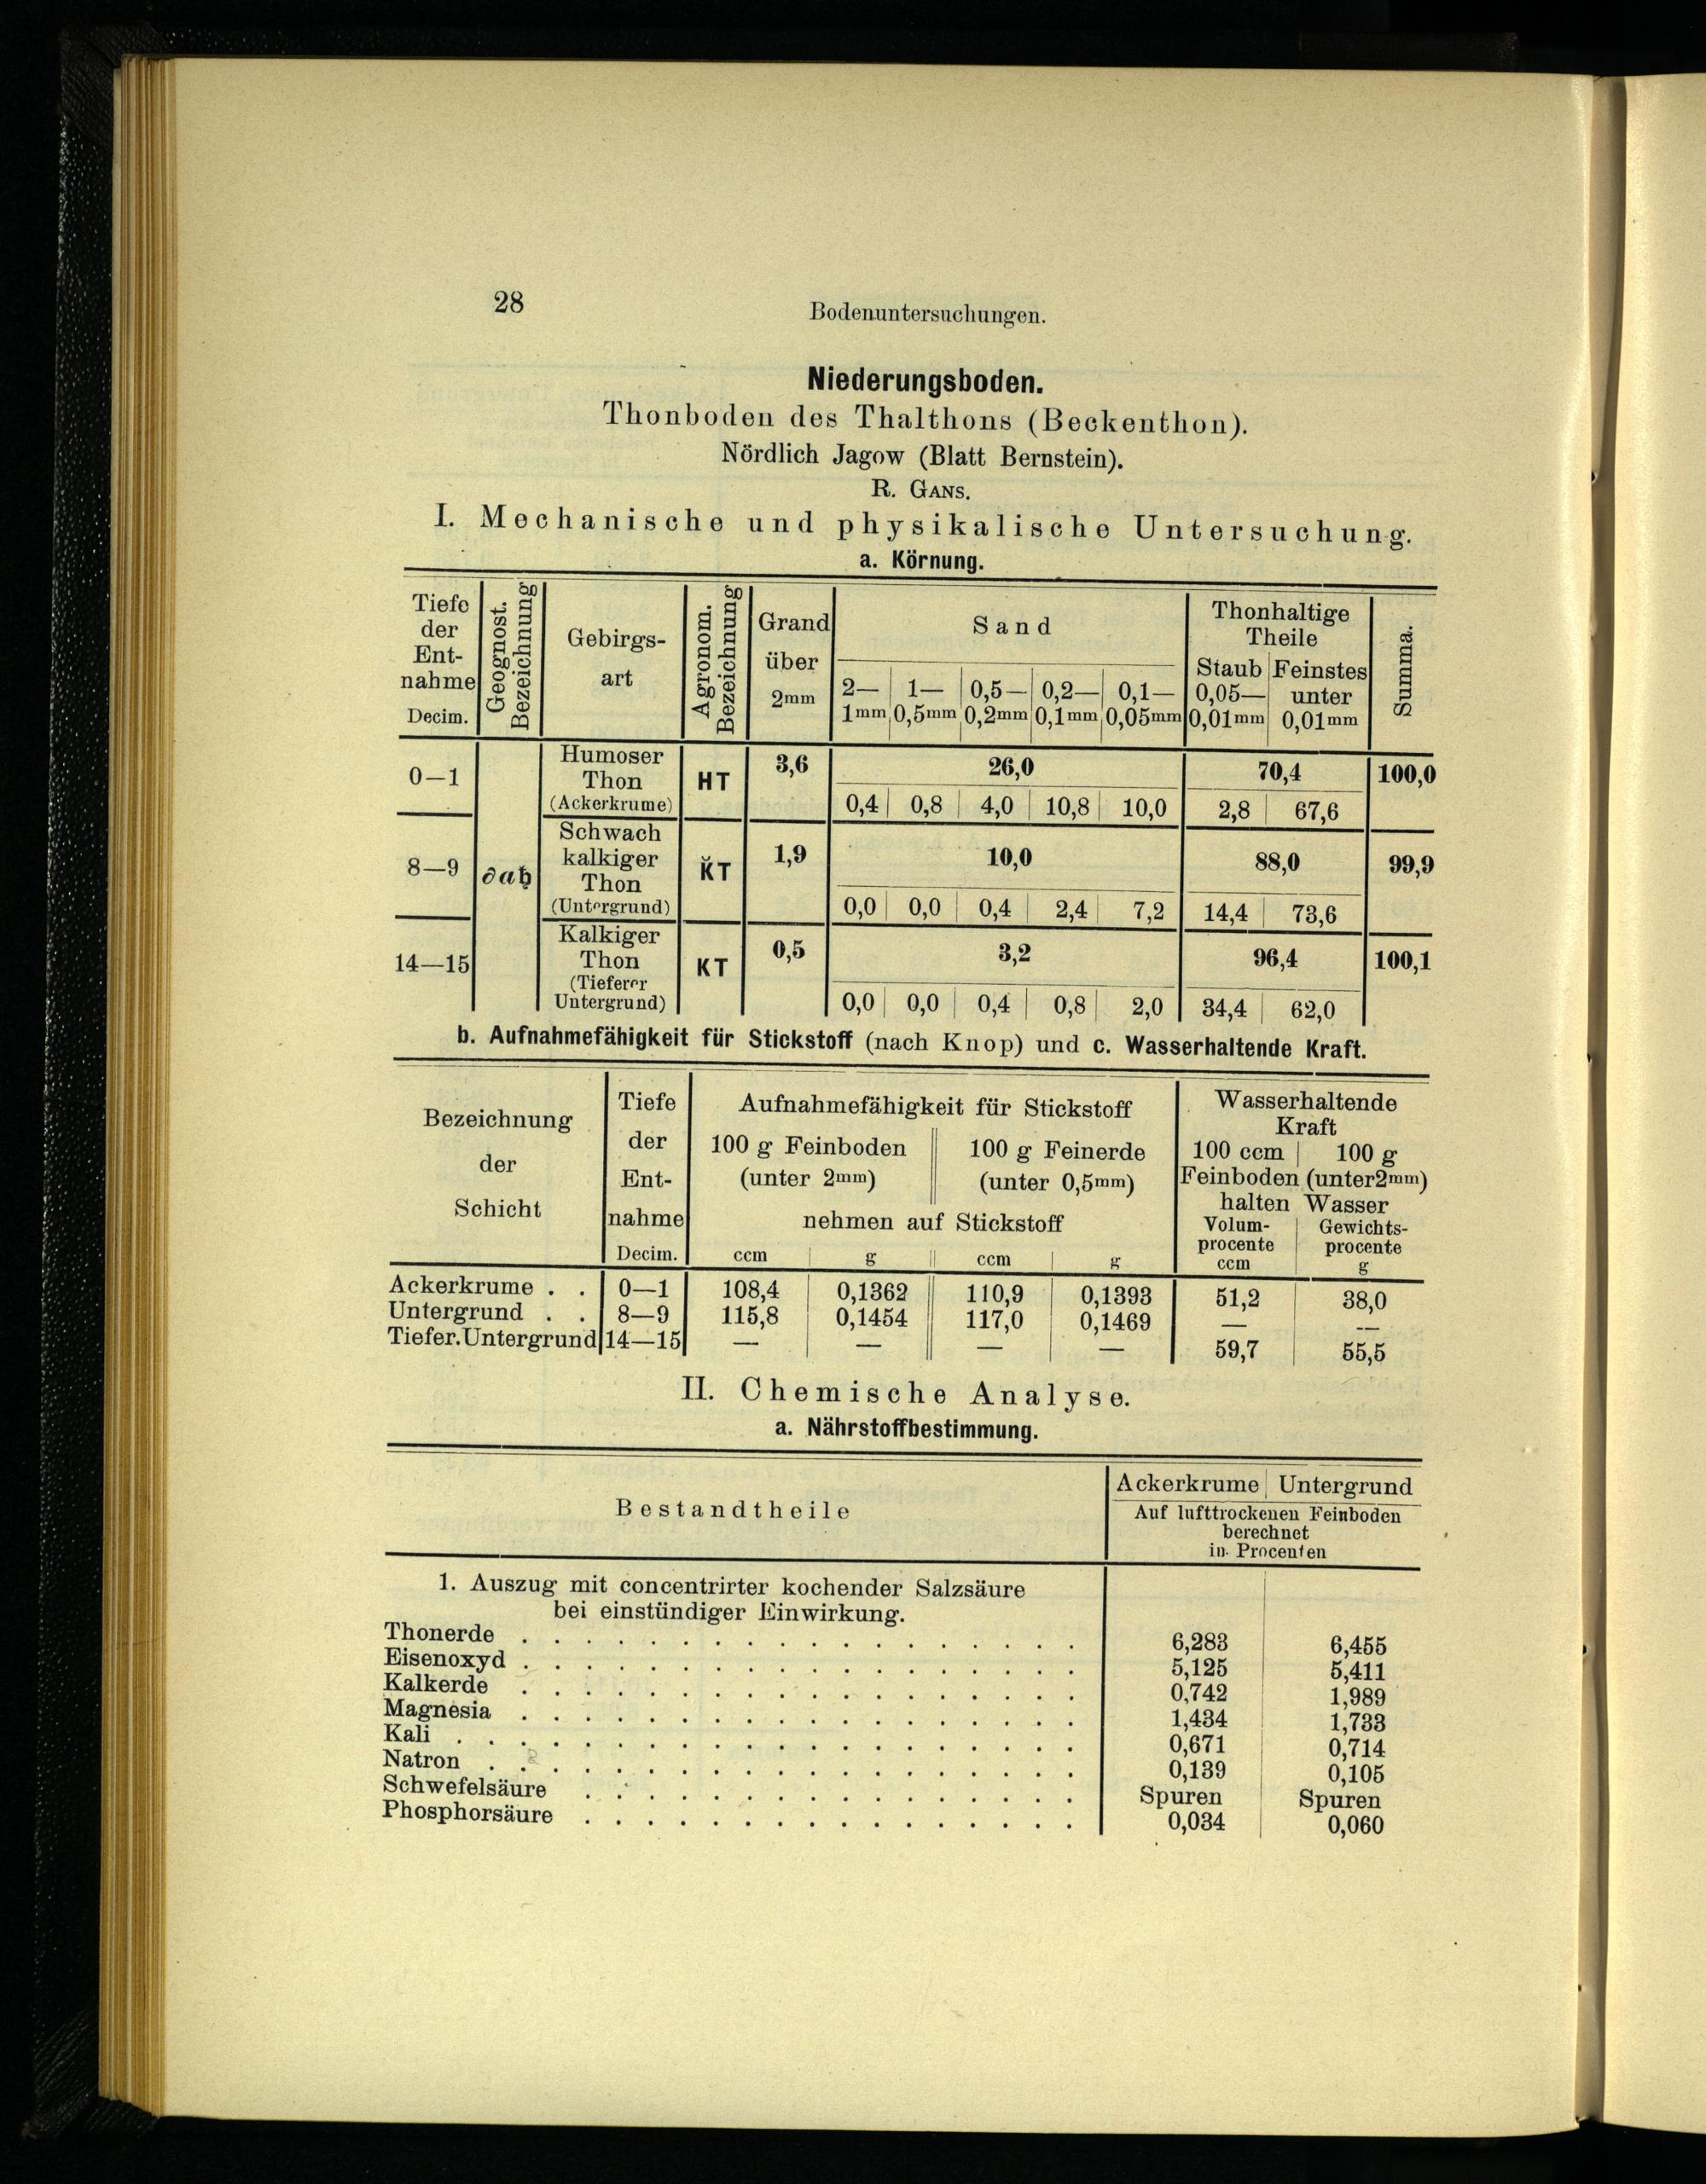 28
Bodenuntersuchungen.
Niederungsboden.
Thonboden des Thalthons (Beckenthon).
Nördlich Jagow (Blatt Bernstein).
R. GANS.
I. Mechanische und physikalische Untersuchung.
a. Körnung.
Tiefe der Entnahme Decim. | Geognost. Bezeichnung | Gebirgsart | Agronom. Bezeichnung | Grand über 2mm | Sand | Thonhaltige Theile | Summa.
2—1mm | 1—0,5mm | 0,5—0,2mm | 0,2—0,1mm | 0,1—0,05mm | Staub 0,05—0,01mm | Feinstes unter 0,01mm
0—1 | Humoser Thon (Ackerkrume) | HT | 3,6 | 26,0 | 70,4 | 100,0
0,4 | 0,8 | 4,0 | 10,8 | 10,0 | 2,8 | 67,6
8—9 | Schwach kalkiger Thon (Untergrund) | K̆T | 1,9 | 10,0 | 88,0 | 99,9
0,0 | 0,0 | 0,4 | 2,4 | 7,2 | 14,4 | 73,6
14—15 | Kalkiger Thon (Tieferer Untergrund) | KT | 0,5 | 3,2 | 96,4 | 100,1
0,0 | 0,0 | 0,4 | 0,8 | 2,0 | 34,4 | 62,0
b. Aufnahmefähigkeit für Stickstoff (nach Knop) und c. Wasserhaltende Kraft.
Bezeichnung der Schicht | Tiefe der Entnahme Decim. | Aufnahmefähigkeit für Stickstoff | Wasserhaltende Kraft
100 g Feinboden (unter 2mm) | 100 g Feinerde (unter 0,5mm) | 100 ccm | 100 g
nehmen auf Stickstoff | Feinboden (unter2mm) halten Wasser
ccm | g | ccm | g | Volumprocente ccm | Gewichtsprocente g
Ackerkrume . . | 0—1 | 108,4 | 0,1362 | 110,9 | 0,1393 | 51,2 | 38,0
Untergrund . . | 8—9 | 115,8 | 0,1454 | 117,0 | 0,1469 | — | —
Tiefer.Untergrund | 14—15 | — | — | — | — | 59,7 | 55,5
II. Chemische Analyse.
a. Nährstoffbestimmung.
Bestandtheile | Ackerkrume | Untergrund
Auf lufttrockenen Feinboden
berechnet
in Procenten
1. Auszug mit concentrirter kochender Salzsäure
bei einstündiger Einwirkung.
Thonerde . . . . . | 6,283 | 6,455
Eisenoxyd . . . . . | 5,125 | 5,411
Kalkerde . . . . . | 0,742 | 1,989
Magnesia . . . . . | 1,434 | 1,733
Kali . . . . . | 0,671 | 0,714
Natron . . . . . | 0,139 | 0,105
Schwefelsäure . . . . . | Spuren | Spuren
Phosphorsäure . . . . . | 0,034 | 0,060